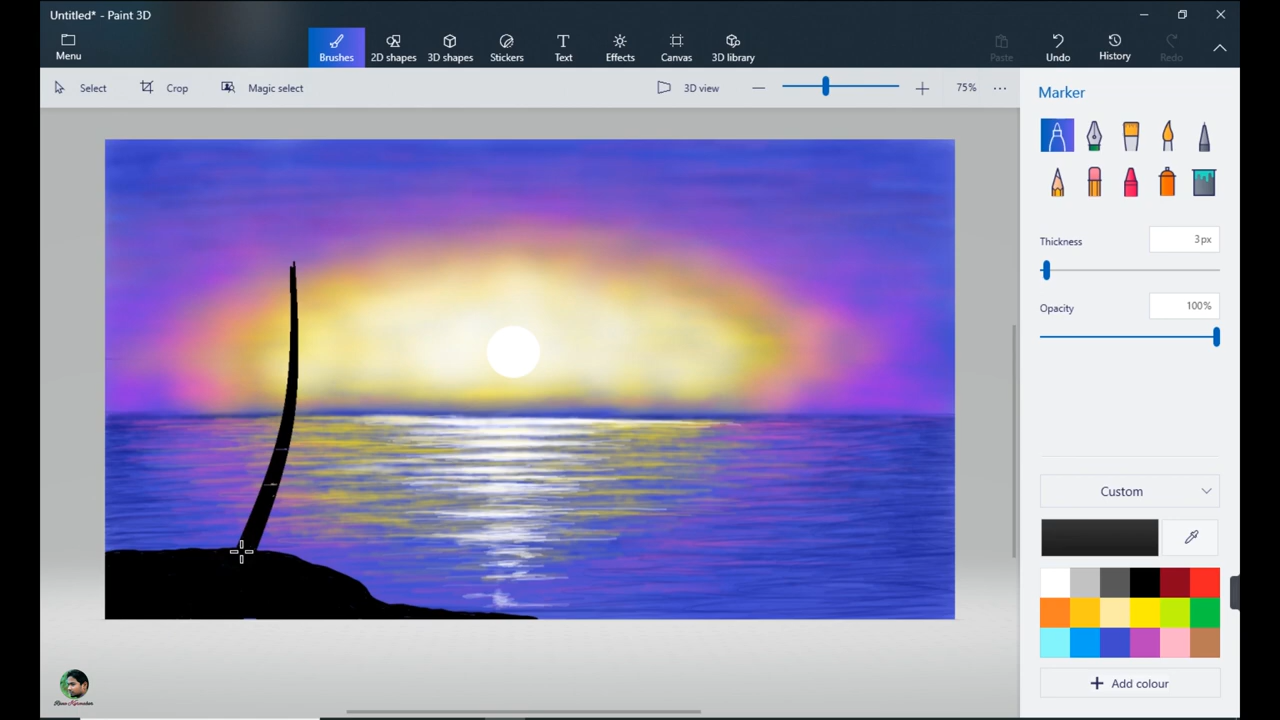 Untitled* - Paint 3D
Menu
Brushes
2D shapes
3D shapes
Stickers
Text
Effects
Canvas
3D library
Paste
Undo
History
Redo
Select
Crop
Magic select
3D view
75%
Marker
Thickness
3px
Opacity
100%
Custom
Add colour